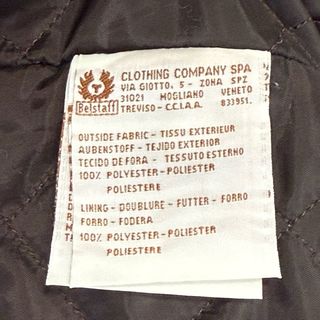 CLOTHING COMPANY SPA
VIA GIOTTO, 5 - ZONA SPZ
31021 MOGLIANO VENETO
TREVISO - C.C.I.A.A. 833951.
Belstaff
OUTSIDE FABRIC - TISSU EXTERIEUR
AUBENSTOFF - TEJIDO EXTERIOR
TECIDO DE FORA - TESSUTO ESTERNO
100% POLYESTER - POLIESTER
POLIESTERE
LINING - DOUBLURE - FUTTER - FORRO
FORRO - FODERA
100% POLYESTER - POLIESTER
POLIESTERE